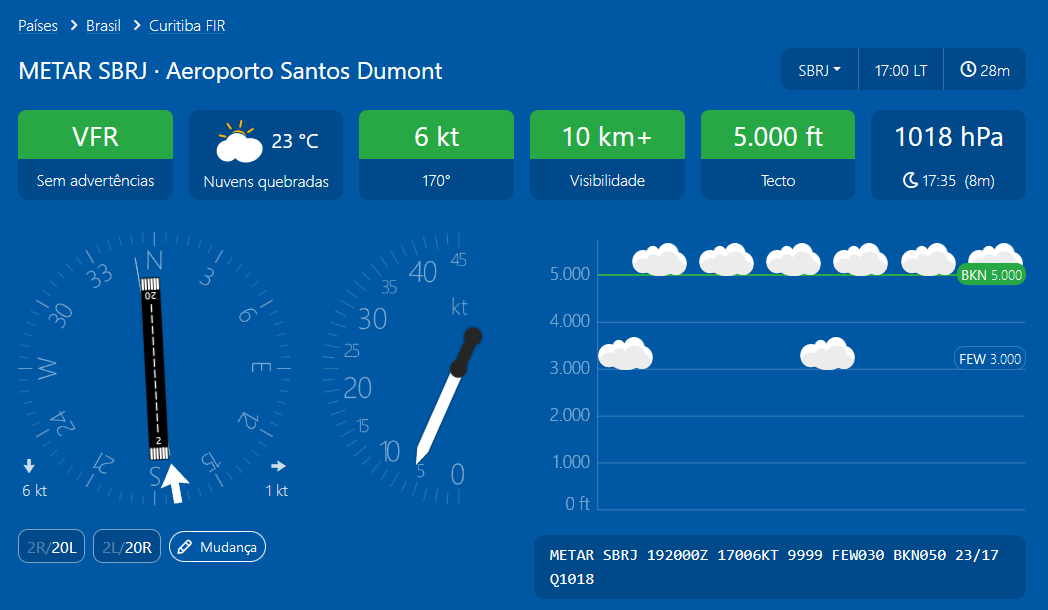 Países > Brasil > Curitiba FIR
METAR SBRJ · Aeroporto Santos Dumont
SBRJ 17:00 LT 28m
VFR
Sem advertências
23 °C
Nuvens quebradas
6 kt
170°
10 km+
Visibilidade
5.000 ft
Tecto
1018 hPa
17:35 (8m)
N
3
6
E
12
15
S
21
24
W
30
33
20
2
6 kt
1 kt
45
40
35
kt
30
25
20
15
10
5
0
5.000
BKN 5.000
4.000
3.000
FEW 3.000
2.000
1.000
0 ft
2R/20L 2L/20R Mudança
METAR SBRJ 192000Z 17006KT 9999 FEW030 BKN050 23/17
Q1018